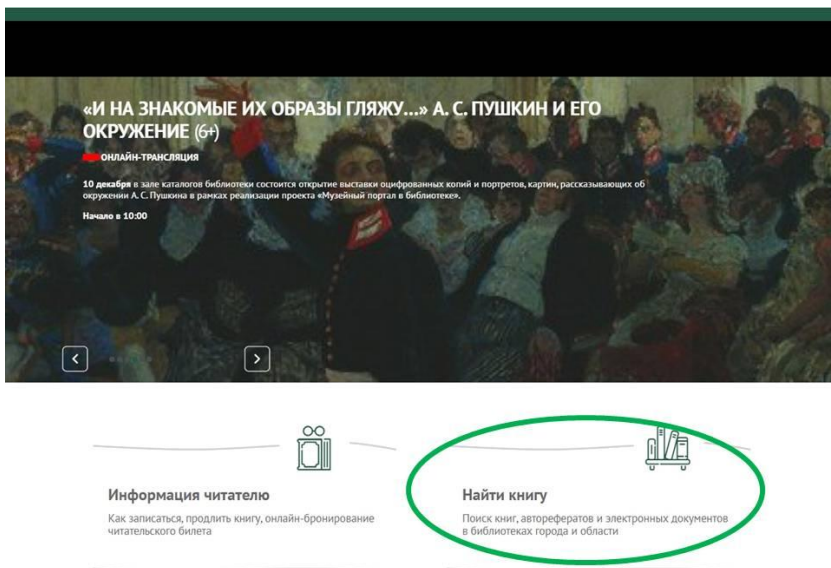 «И НА ЗНАКОМЫЕ ИХ ОБРАЗЫ ГЛЯЖУ...» А. С. ПУШКИН И ЕГО
ОКРУЖЕНИЕ (6+)
ОНЛАЙН-ТРАНСЛЯЦИЯ
10 декабря в зале каталогов библиотеки состоится открытие выставки оцифрованных копий и портретов, картин, рассказывающих об
окружении А. С. Пушкина в рамках реализации проекта «Музейный портал в библиотеке».
Начало в 10:00
Информация читателю
Как записаться, продлить книгу, онлайн-бронирование
читательского билета
Найти книгу
Поиск книг, авторефератов и электронных документов
в библиотеках города и области